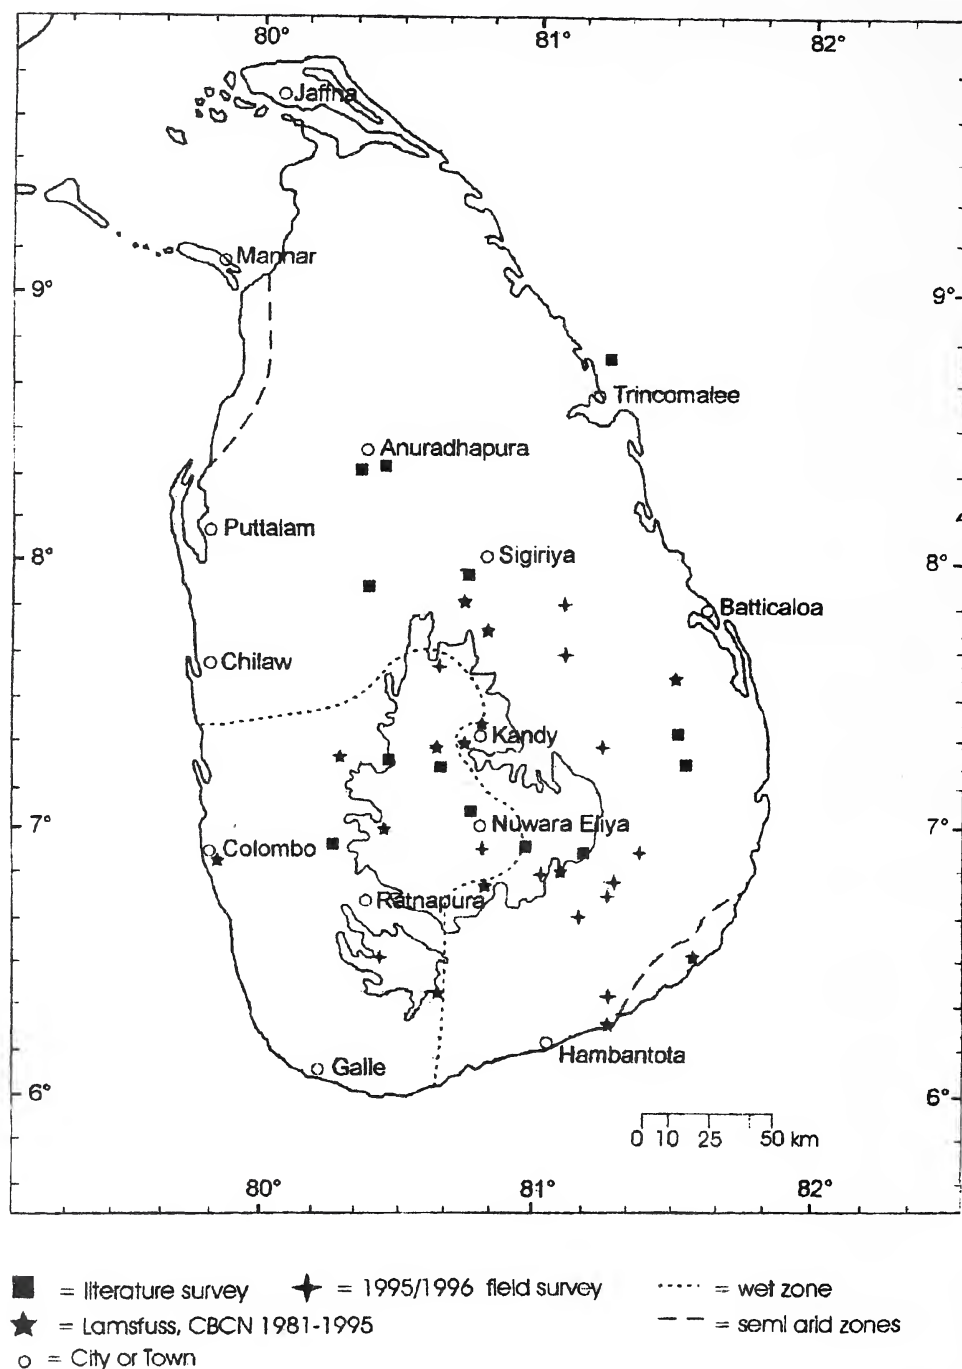 80° 81° 82°
Jaffna
Mannar
9° 9°
Trincomalee
Anuradhapura
Puttalam
Sigiriya
8° 8°
Batticaloa
Chilaw
Kandy
7° Nuwara Eliya 7°
Colombo
Ratnapura
Hambantota
Galle
6° 6°
0 10 25 50 km
80° 81° 82°
= literature survey = 1995/1996 field survey = wet zone
= Lamsfuss, CBCN 1981-1995 = semi arid zones
= City or Town